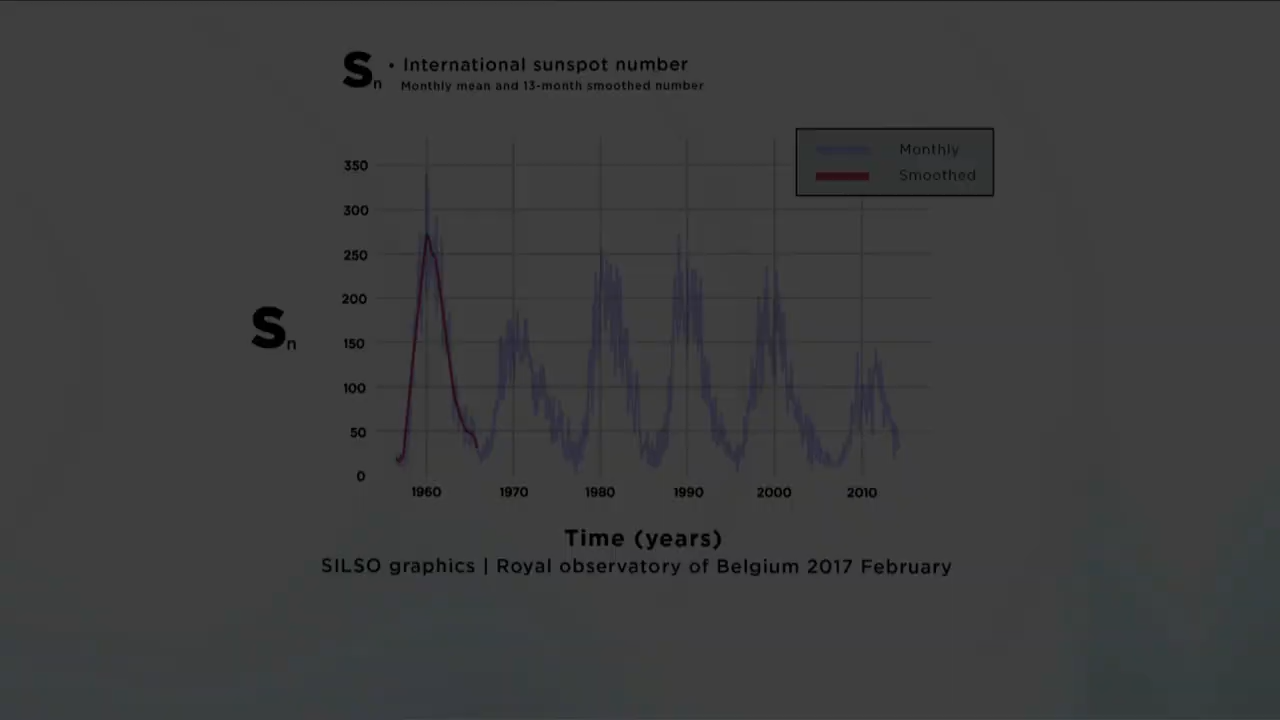 Sn • International sunspot number
Monthly mean and 13-month smoothed number
Monthly
Smoothed
350
300
250
200
150
100
50
0
Sn
1960 1970 1980 1990 2000 2010
Time (years)
SILSO graphics | Royal observatory of Belgium 2017 February